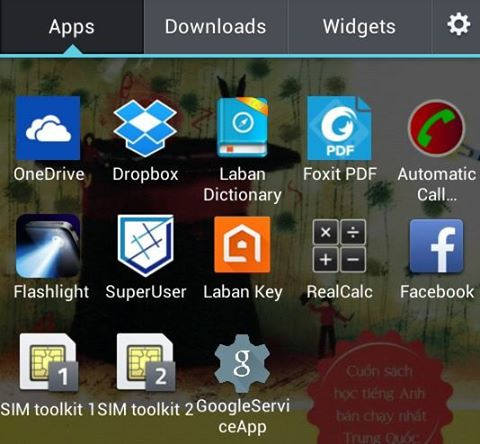 Apps Downloads Widgets
OneDrive Dropbox Laban Dictionary Foxit PDF Automatic Call...
Flashlight SuperUser Laban Key RealCalc Facebook
SIM toolkit 1 SIM toolkit 2 GoogleServiceApp
PDF
1
2
g
f
Cuốn sách
học tiếng Anh
bán chạy nhất
Trung Quốc